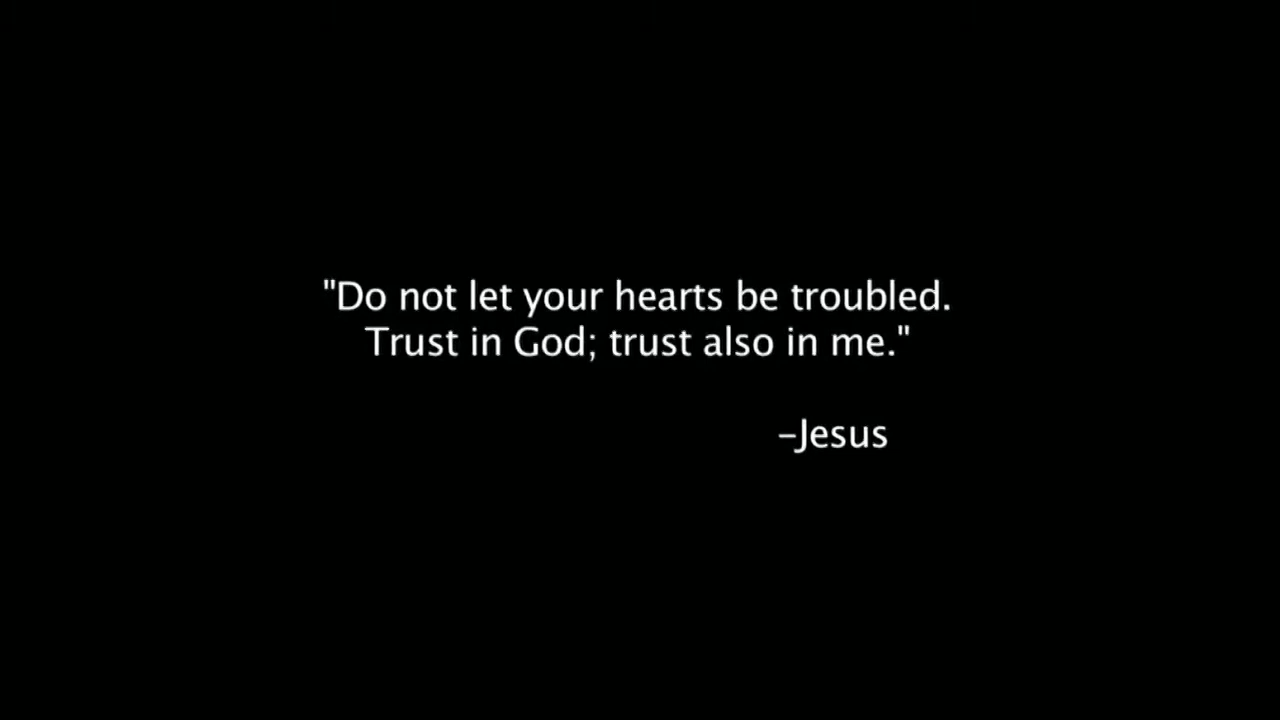 "Do not let your hearts be troubled.
Trust in God; trust also in me."
–Jesus